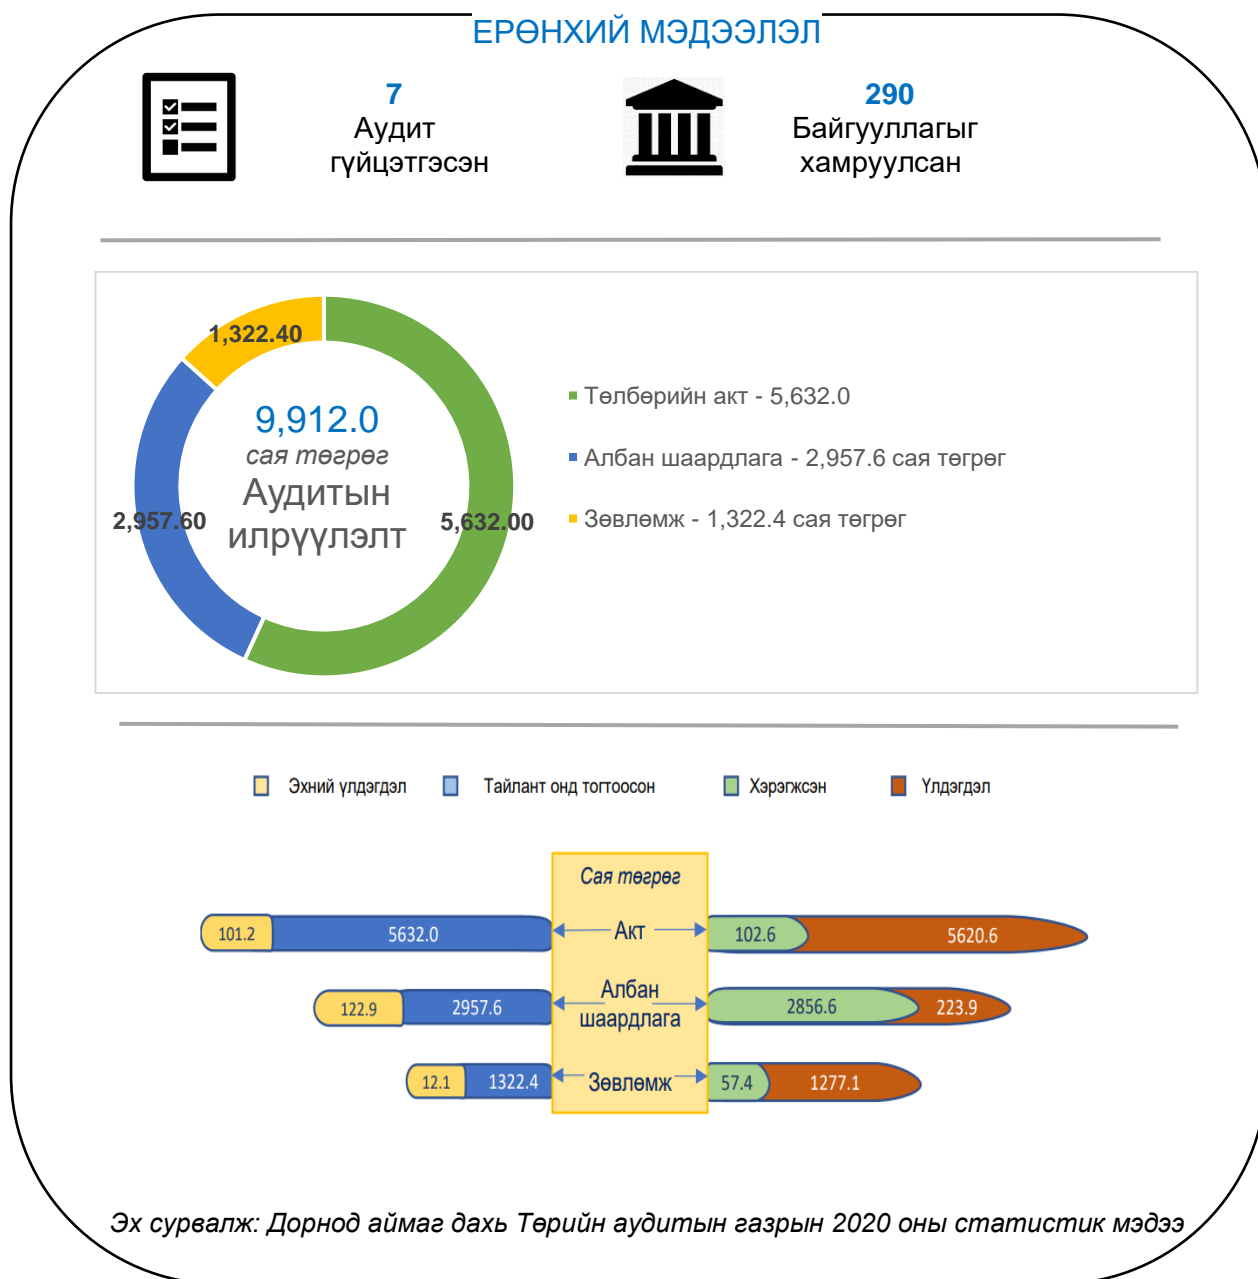 ЕРӨНХИЙ МЭДЭЭЛЭЛ
7
Аудит
гүйцэтгэсэн
290
Байгууллагыг
хамруулсан
1,322.40
2,957.60
5,632.00
9,912.0
сая төгрөг
Аудитын
илрүүлэлт
Төлбөрийн акт - 5,632.0
Албан шаардлага - 2,957.6 сая төгрөг
Зөвлөмж - 1,322.4 сая төгрөг
Эхний үлдэгдэл
Тайлант онд тогтоосон
Хэрэгжсэн
Үлдэгдэл
Сая төгрөг
101.2
5632.0
Акт
102.6
5620.6
122.9
2957.6
Албан
шаардлага
2856.6
223.9
12.1
1322.4
Зөвлөмж
57.4
1277.1
Эх сурвалж: Дорнод аймаг дахь Төрийн аудитын газрын 2020 оны статистик мэдээ